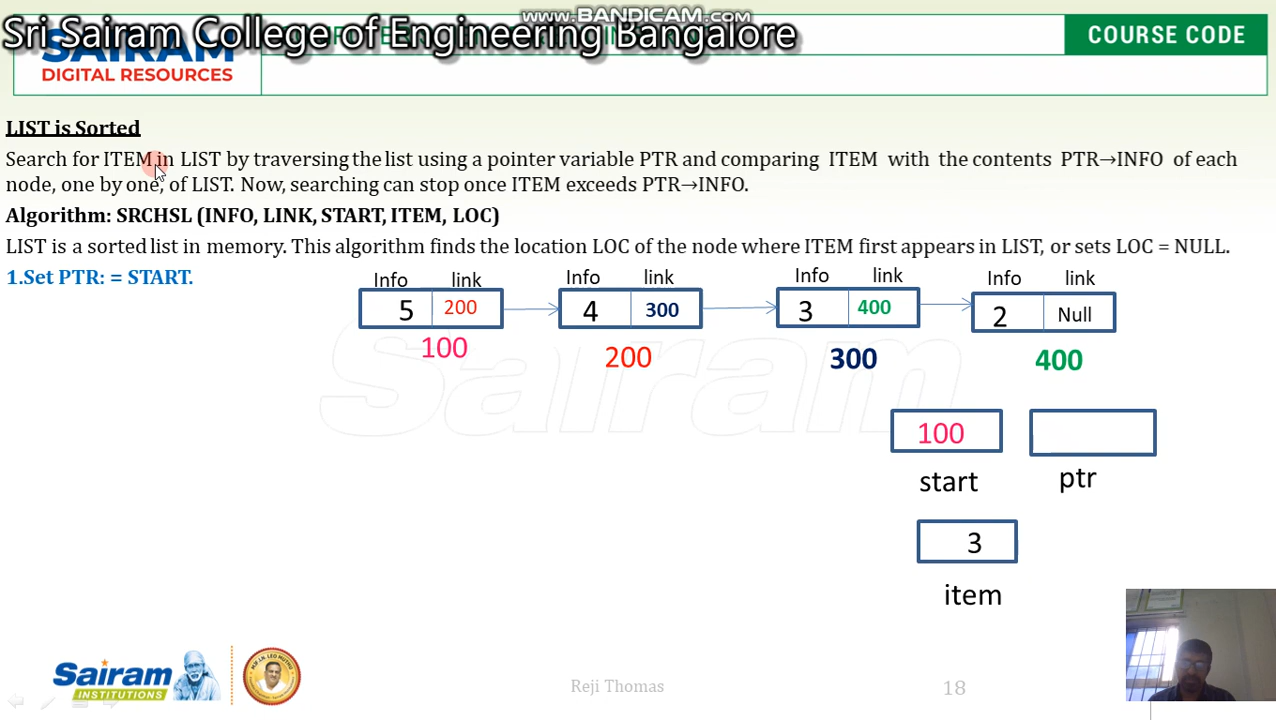 www.BANDICAM.com
Sri Sairam College of Engineering Bangalore
COURSE CODE
SAIRAM
DIGITAL RESOURCES
LIST is Sorted
Search for ITEM in LIST by traversing the list using a pointer variable PTR and comparing ITEM with the contents PTR→INFO of each
node, one by one, of LIST. Now, searching can stop once ITEM exceeds PTR→INFO.
Algorithm: SRCHSL (INFO, LINK, START, ITEM, LOC)
LIST is a sorted list in memory. This algorithm finds the location LOC of the node where ITEM first appears in LIST, or sets LOC = NULL.
1.Set PTR: = START.
Info link Info link Info link Info link
5 200 4 300 3 400 2 Null
100 200 300 400
Sairam
100
start ptr
3
item
Sairam
INSTITUTIONS
Reji Thomas
18